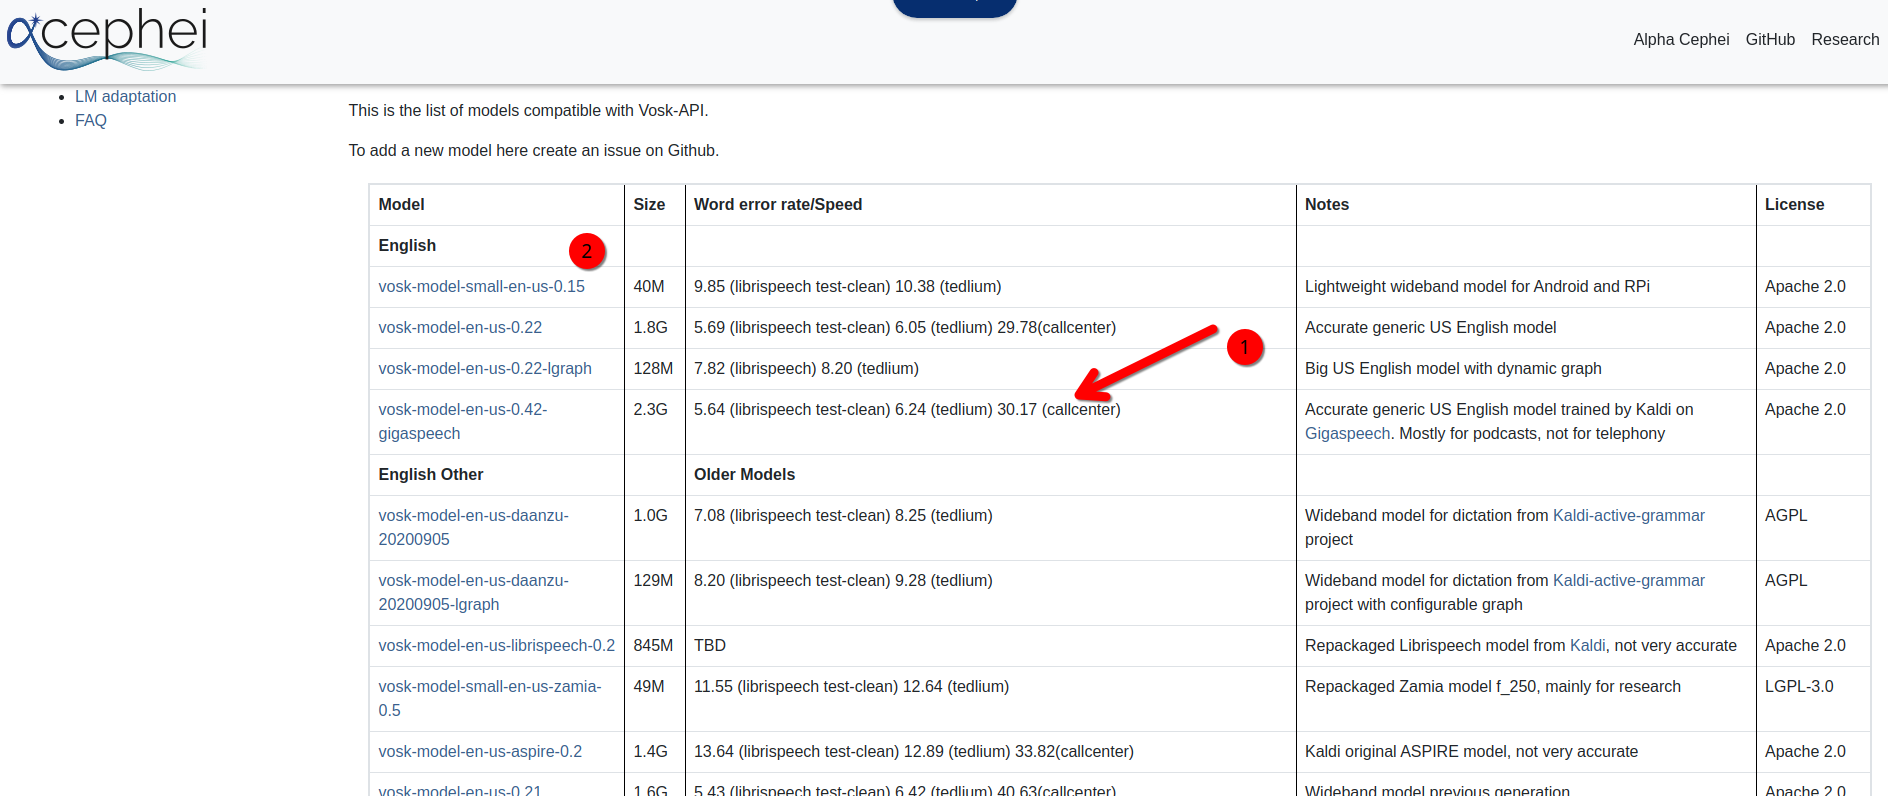 αcephei
Alpha Cephei GitHub Research
LM adaptation
FAQ
This is the list of models compatible with Vosk-API.
To add a new model here create an issue on Github.
Model Size Word error rate/Speed Notes License
English
2
vosk-model-small-en-us-0.15 40M 9.85 (librispeech test-clean) 10.38 (tedlium) Lightweight wideband model for Android and RPi Apache 2.0
vosk-model-en-us-0.22 1.8G 5.69 (librispeech test-clean) 6.05 (tedlium) 29.78(callcenter) Accurate generic US English model Apache 2.0
1
vosk-model-en-us-0.22-lgraph 128M 7.82 (librispeech) 8.20 (tedlium) Big US English model with dynamic graph Apache 2.0
vosk-model-en-us-0.42- 2.3G 5.64 (librispeech test-clean) 6.24 (tedlium) 30.17 (callcenter) Accurate generic US English model trained by Kaldi on Apache 2.0
gigaspeech Gigaspeech. Mostly for podcasts, not for telephony
English Other Older Models
vosk-model-en-us-daanzu- 1.0G 7.08 (librispeech test-clean) 8.25 (tedlium) Wideband model for dictation from Kaldi-active-grammar AGPL
20200905 project
vosk-model-en-us-daanzu- 129M 8.20 (librispeech test-clean) 9.28 (tedlium) Wideband model for dictation from Kaldi-active-grammar AGPL
20200905-lgraph project with configurable graph
vosk-model-en-us-librispeech-0.2 845M TBD Repackaged Librispeech model from Kaldi, not very accurate Apache 2.0
vosk-model-small-en-us-zamia- 49M 11.55 (librispeech test-clean) 12.64 (tedlium) Repackaged Zamia model f_250, mainly for research LGPL-3.0
0.5
vosk-model-en-us-aspire-0.2 1.4G 13.64 (librispeech test-clean) 12.89 (tedlium) 33.82(callcenter) Kaldi original ASPIRE model, not very accurate Apache 2.0
vosk-model-en-us-0.21 1.6G 5.43 (librispeech test-clean) 6.42 (tedlium) 40.63(callcenter) Wideband model previous generation Apache 2.0